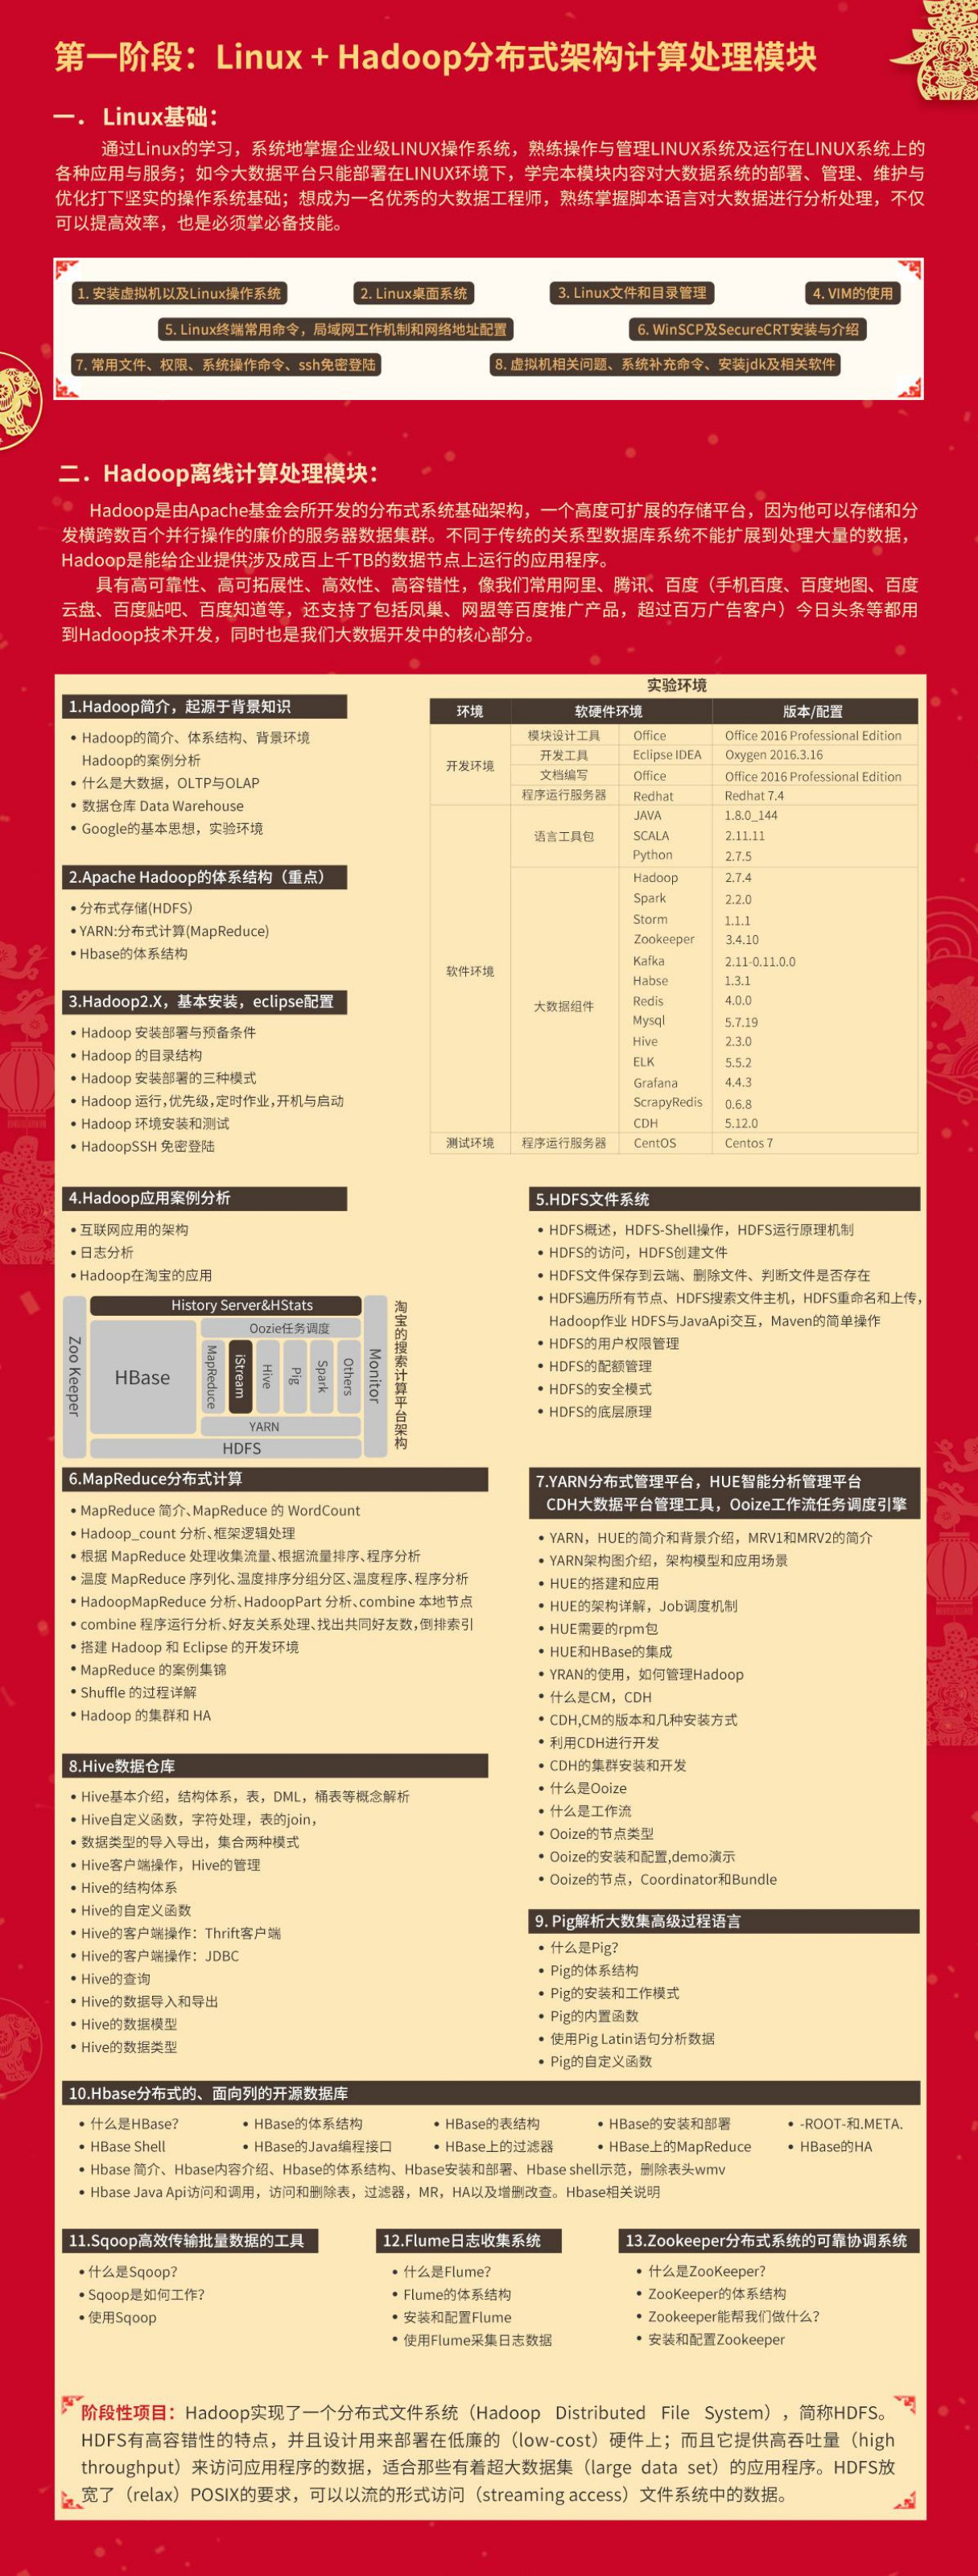 第一阶段：Linux + Hadoop分布式架构计算处理模块
一．Linux基础：
通过Linux的学习，系统地掌握企业级LINUX操作系统，熟练操作与管理LINUX系统及运行在LINUX系统上的
各种应用与服务；如今大数据平台只能部署在LINUX环境下，学完本模块内容对大数据系统的部署、管理、维护与
优化打下坚实的操作系统基础；想成为一名优秀的大数据工程师，熟练掌握脚本语言对大数据进行分析处理，不仅
可以提高效率，也是必须掌必备技能。
1. 安装虚拟机以及Linux操作系统
2. Linux桌面系统
3. Linux文件和目录管理
4. VIM的使用
5. Linux终端常用命令，局域网工作机制和网络地址配置
6. WinSCP及SecureCRT安装与介绍
7. 常用文件、权限、系统操作命令、ssh免密登陆
8. 虚拟机相关问题、系统补充命令、安装jdk及相关软件
二．Hadoop离线计算处理模块：
Hadoop是由Apache基金会所开发的分布式系统基础架构，一个高度可扩展的存储平台，因为他可以存储和分
发横跨数百个并行操作的廉价的服务器数据集群。不同于传统的关系型数据库系统不能扩展到处理大量的数据，
Hadoop是能给企业提供涉及成百上千TB的数据节点上运行的应用程序。
具有高可靠性、高可拓展性、高效性、高容错性，像我们常用阿里、腾讯、百度（手机百度、百度地图、百度
云盘、百度贴吧、百度知道等，还支持了包括凤巢、网盟等百度推广产品，超过百万广告客户）今日头条等都用
到Hadoop技术开发，同时也是我们大数据开发中的核心部分。
1.Hadoop简介，起源于背景知识
• Hadoop的简介、体系结构、背景环境
Hadoop的案例分析
• 什么是大数据，OLTP与OLAP
• 数据仓库 Data Warehouse
• Google的基本思想，实验环境
2.Apache Hadoop的体系结构（重点）
• 分布式存储(HDFS）
• YARN:分布式计算(MapReduce)
• Hbase的体系结构
3.Hadoop2.X，基本安装，eclipse配置
• Hadoop 安装部署与预备条件
• Hadoop 的目录结构
• Hadoop 安装部署的三种模式
• Hadoop 运行,优先级,定时作业,开机与启动
• Hadoop 环境安装和测试
• HadoopSSH 免密登陆
实验环境
环境 软硬件环境 版本/配置
开发环境
模块设计工具 Office Office 2016 Professional Edition
开发工具 Eclipse IDEA Oxygen 2016.3.16
文档编写 Office Office 2016 Professional Edition
程序运行服务器 Redhat Redhat 7.4
软件环境
语言工具包
JAVA 1.8.0_144
SCALA 2.11.11
Python 2.7.5
大数据组件
Hadoop 2.7.4
Spark 2.2.0
Storm 1.1.1
Zookeeper 3.4.10
Kafka 2.11-0.11.0.0
Habse 1.3.1
Redis 4.0.0
Mysql 5.7.19
Hive 2.3.0
ELK 5.5.2
Grafana 4.4.3
ScrapyRedis 0.6.8
CDH 5.12.0
测试环境 程序运行服务器 CentOS Centos 7
4.Hadoop应用案例分析
• 互联网应用的架构
• 日志分析
• Hadoop在淘宝的应用
Zoo Keeper
History Server&HStats
HBase
Oozie任务调度
MapReduce
iStream
Hive
Pig
Spark
Others
YARN
HDFS
Monitor
淘宝的搜索计算平台架构
5.HDFS文件系统
• HDFS概述，HDFS-Shell操作，HDFS运行原理机制
• HDFS的访问，HDFS创建文件
• HDFS文件保存到云端、删除文件、判断文件是否存在
• HDFS遍历所有节点、HDFS搜索文件主机，HDFS重命名和上传，
Hadoop作业 HDFS与JavaApi交互，Maven的简单操作
• HDFS的用户权限管理
• HDFS的配额管理
• HDFS的安全模式
• HDFS的底层原理
6.MapReduce分布式计算
• MapReduce 简介、MapReduce 的 WordCount
• Hadoop_count 分析、框架逻辑处理
• 根据 MapReduce 处理收集流量、根据流量排序、程序分析
• 温度 MapReduce 序列化、温度排序分组分区、温度程序、程序分析
• HadoopMapReduce 分析、HadoopPart 分析、combine 本地节点
• combine 程序运行分析、好友关系处理、找出共同好友数,倒排索引
• 搭建 Hadoop 和 Eclipse 的开发环境
• MapReduce 的案例集锦
• Shuffle 的过程详解
• Hadoop 的集群和 HA
7.YARN分布式管理平台，HUE智能分析管理平台
CDH大数据平台管理工具，Ooize工作流任务调度引擎
• YARN，HUE的简介和背景介绍，MRV1和MRV2的简介
• YARN架构图介绍，架构模型和应用场景
• HUE的搭建和应用
• HUE的架构详解，Job调度机制
• HUE需要的rpm包
• HUE和HBase的集成
• YRAN的使用，如何管理Hadoop
• 什么是CM，CDH
• CDH,CM的版本和几种安装方式
• 利用CDH进行开发
• CDH的集群安装和开发
• 什么是Ooize
• 什么是工作流
• Ooize的节点类型
• Ooize的安装和配置,demo演示
• Ooize的节点，Coordinator和Bundle
8.Hive数据仓库
• Hive基本介绍，结构体系，表，DML，桶表等概念解析
• Hive自定义函数，字符处理，表的join，
• 数据类型的导入导出，集合两种模式
• Hive客户端操作，Hive的管理
• Hive的结构体系
• Hive的自定义函数
• Hive的客户端操作：Thrift客户端
• Hive的客户端操作：JDBC
• Hive的查询
• Hive的数据导入和导出
• Hive的数据模型
• Hive的数据类型
9. Pig解析大数集高级过程语言
• 什么是Pig？
• Pig的体系结构
• Pig的安装和工作模式
• Pig的内置函数
• 使用Pig Latin语句分析数据
• Pig的自定义函数
10.Hbase分布式的、面向列的开源数据库
• 什么是HBase？ • HBase的体系结构 • HBase的表结构 • HBase的安装和部署 • -ROOT-和.META.
• HBase Shell • HBase的Java编程接口 • HBase上的过滤器 • HBase上的MapReduce • HBase的HA
• Hbase 简介、Hbase内容介绍、Hbase的体系结构、Hbase安装和部署、Hbase shell示范，删除表头wmv
• Hbase Java Api访问和调用，访问和删除表，过滤器，MR，HA以及增删改查。Hbase相关说明
11.Sqoop高效传输批量数据的工具
• 什么是Sqoop？
• Sqoop是如何工作？
• 使用Sqoop
12.Flume日志收集系统
• 什么是Flume？
• Flume的体系结构
• 安装和配置Flume
• 使用Flume采集日志数据
13.Zookeeper分布式系统的可靠协调系统
• 什么是ZooKeeper？
• ZooKeeper的体系结构
• Zookeeper能帮我们做什么？
• 安装和配置Zookeeper
阶段性项目：Hadoop实现了一个分布式文件系统（Hadoop Distributed File System），简称HDFS。
HDFS有高容错性的特点，并且设计用来部署在低廉的（low-cost）硬件上；而且它提供高吞吐量（high
throughput）来访问应用程序的数据，适合那些有着超大数据集（large data set）的应用程序。HDFS放
宽了（relax）POSIX的要求，可以以流的形式访问（streaming access）文件系统中的数据。